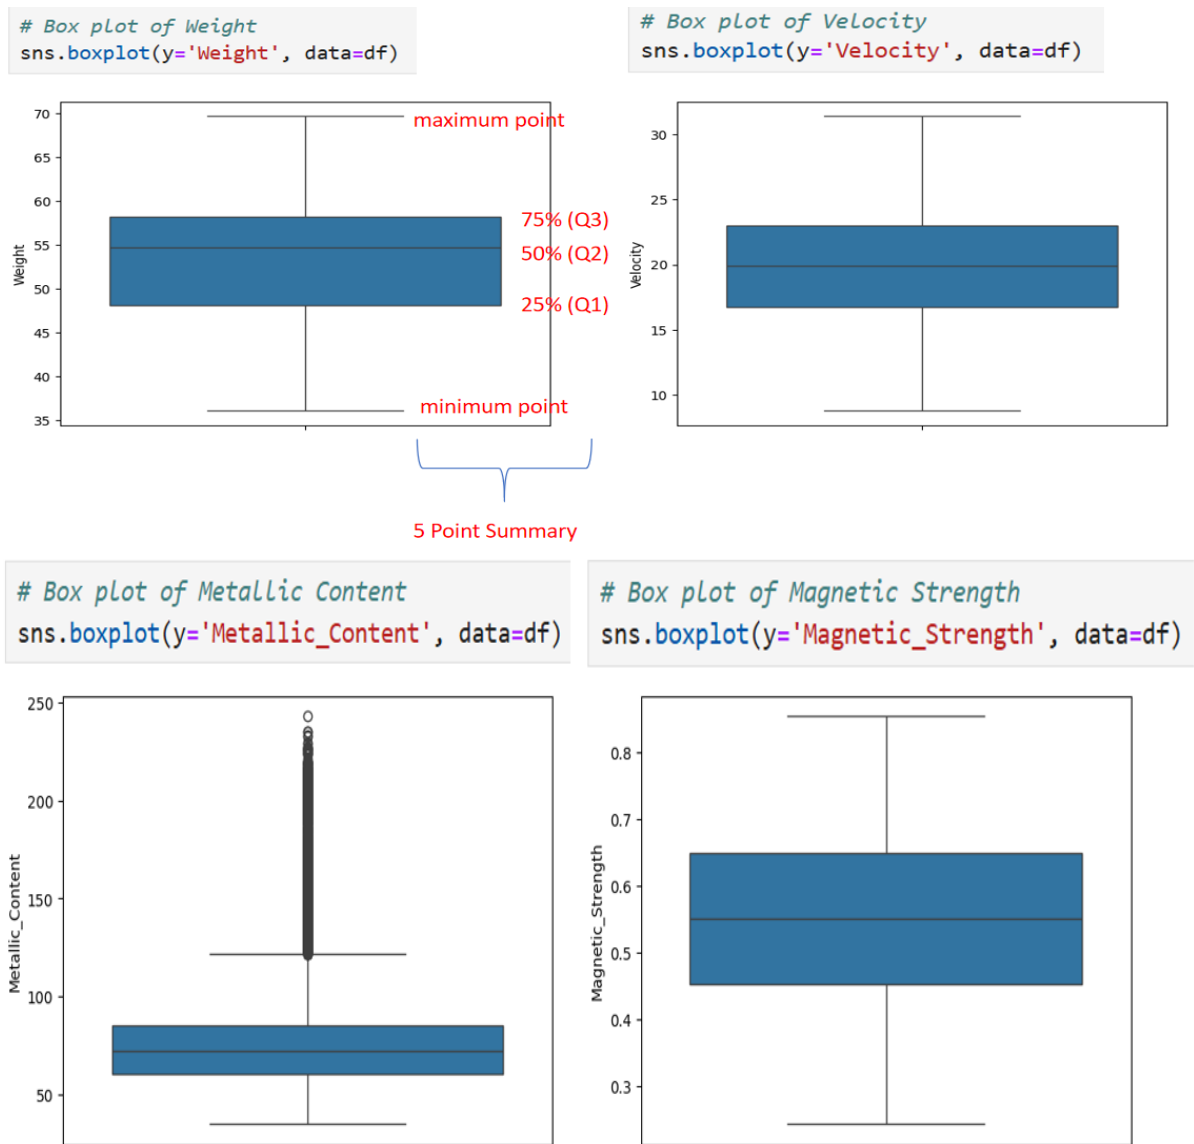 # Box plot of Weight
sns.boxplot(y='Weight', data=df)
# Box plot of Velocity
sns.boxplot(y='Velocity', data=df)
70
65
60
55
50
45
40
35
Weight
maximum point
75% (Q3)
50% (Q2)
25% (Q1)
minimum point
30
25
20
15
10
Velocity
5 Point Summary
# Box plot of Metallic Content
sns.boxplot(y='Metallic_Content', data=df)
# Box plot of Magnetic Strength
sns.boxplot(y='Magnetic_Strength', data=df)
250
200
150
100
50
Metallic_Content
0.8
0.7
0.6
0.5
0.4
0.3
Magnetic_Strength